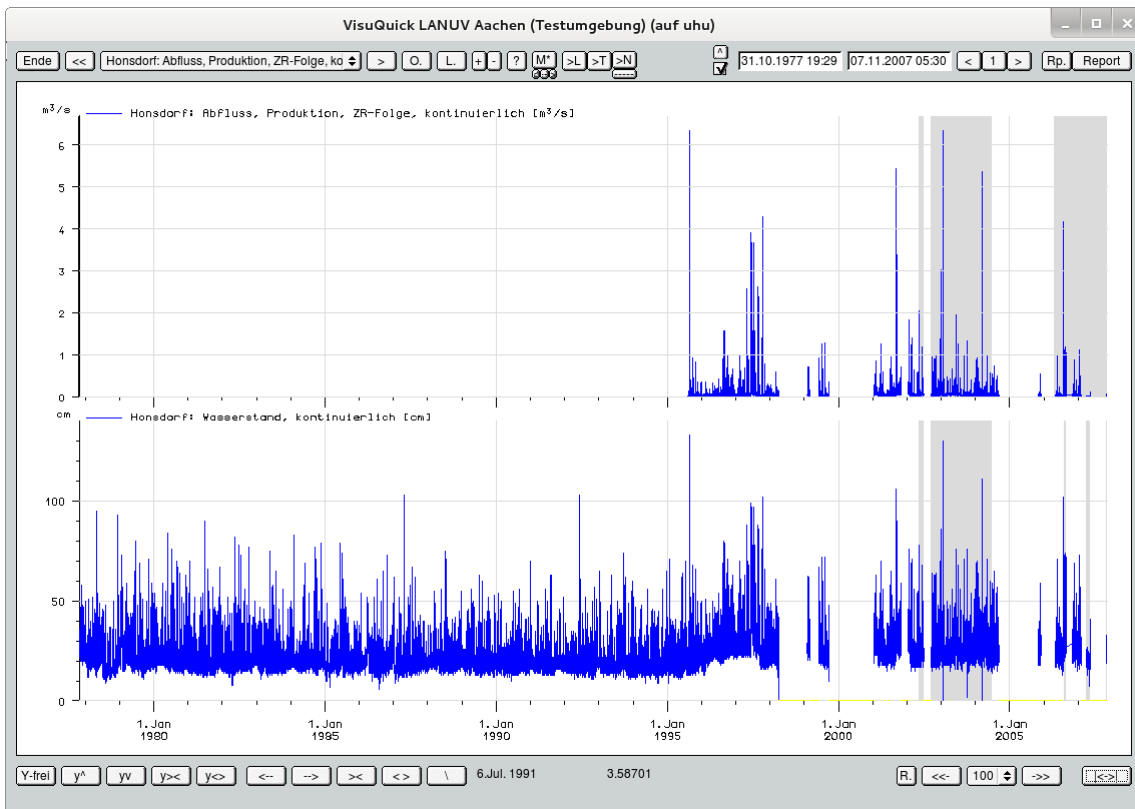 VisuQuick LANUV Aachen (Testumgebung) (auf uhu)
Ende << Honsdorf: Abfluss, Produktion, ZR-Folge, ko > O. L. + - ? M* >L >T >N ^ 31.10.1977 19:29 07.11.2007 05:30 < 1 > Rp. Report
m³/s Honsdorf: Abfluss, Produktion, ZR-Folge, kontinuierlich [m³/s]
6
5
4
3
2
1
0
cm Honsdorf: Wasserstand, kontinuierlich [cm]
100
50
0
1.Jan 1.Jan 1.Jan 1.Jan 1.Jan 1.Jan
1980 1985 1990 1995 2000 2005
Y-frei y^ yv y>< y<> <-- --> >< <> \ 6.Jul. 1991 3.58701 R. <<- 100 ->> |<->|